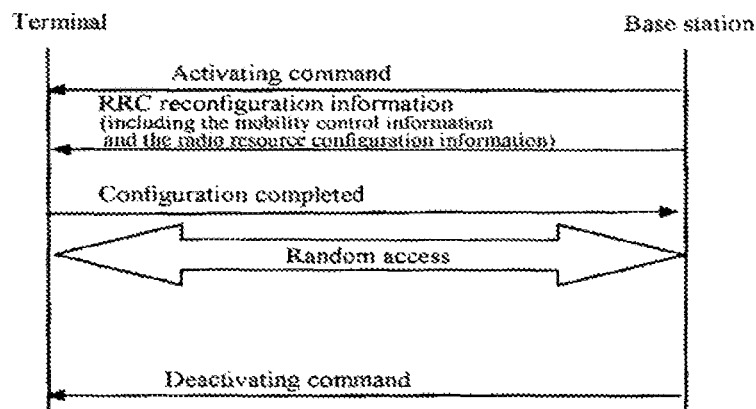 Terminal
Base station
Activating command
RRC reconfiguration information
(including the mobility control information
and the radio resource configuration information)
Configuration completed
Random access
Deactivating command